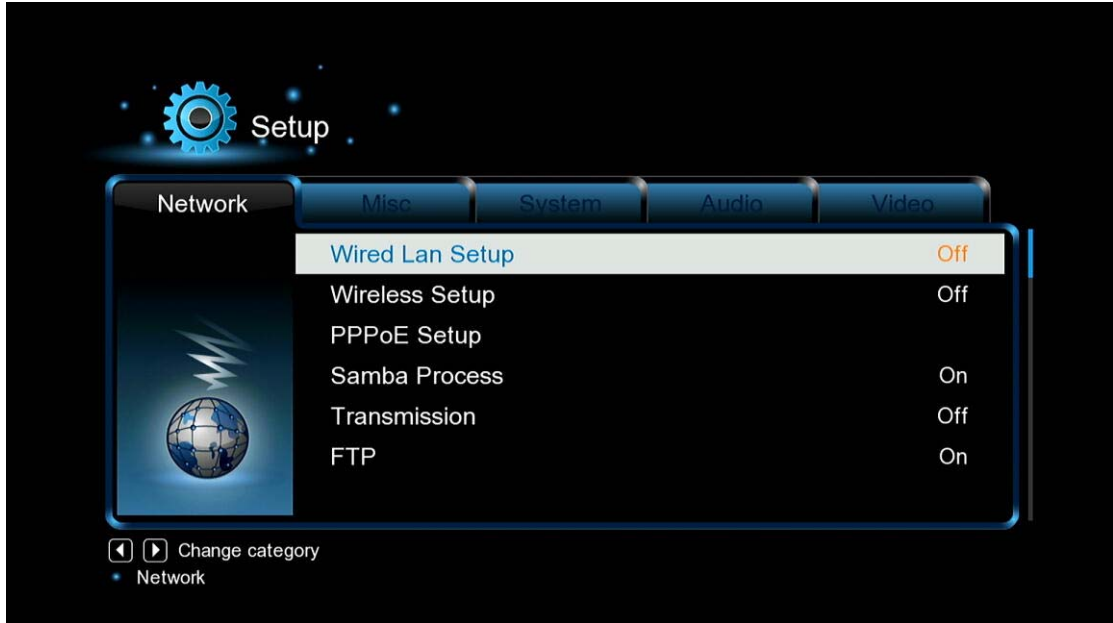 Setup
Network Misc System Audio Video
Wired Lan Setup Off
Wireless Setup Off
PPPoE Setup
Samba Process On
Transmission Off
FTP On
Change category
Network